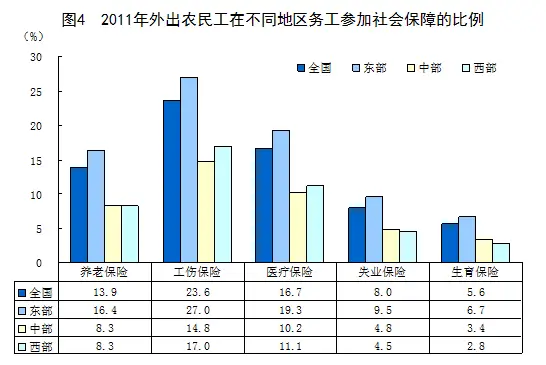 图4 2011年外出农民工在不同地区务工参加社会保障的比例
(%)
全国 东部 中部 西部
30
25
20
15
10
5
0
养老保险 工伤保险 医疗保险 失业保险 生育保险
全国 13.9 23.6 16.7 8.0 5.6
东部 16.4 27.0 19.3 9.5 6.7
中部 8.3 14.8 10.2 4.8 3.4
西部 8.3 17.0 11.1 4.5 2.8